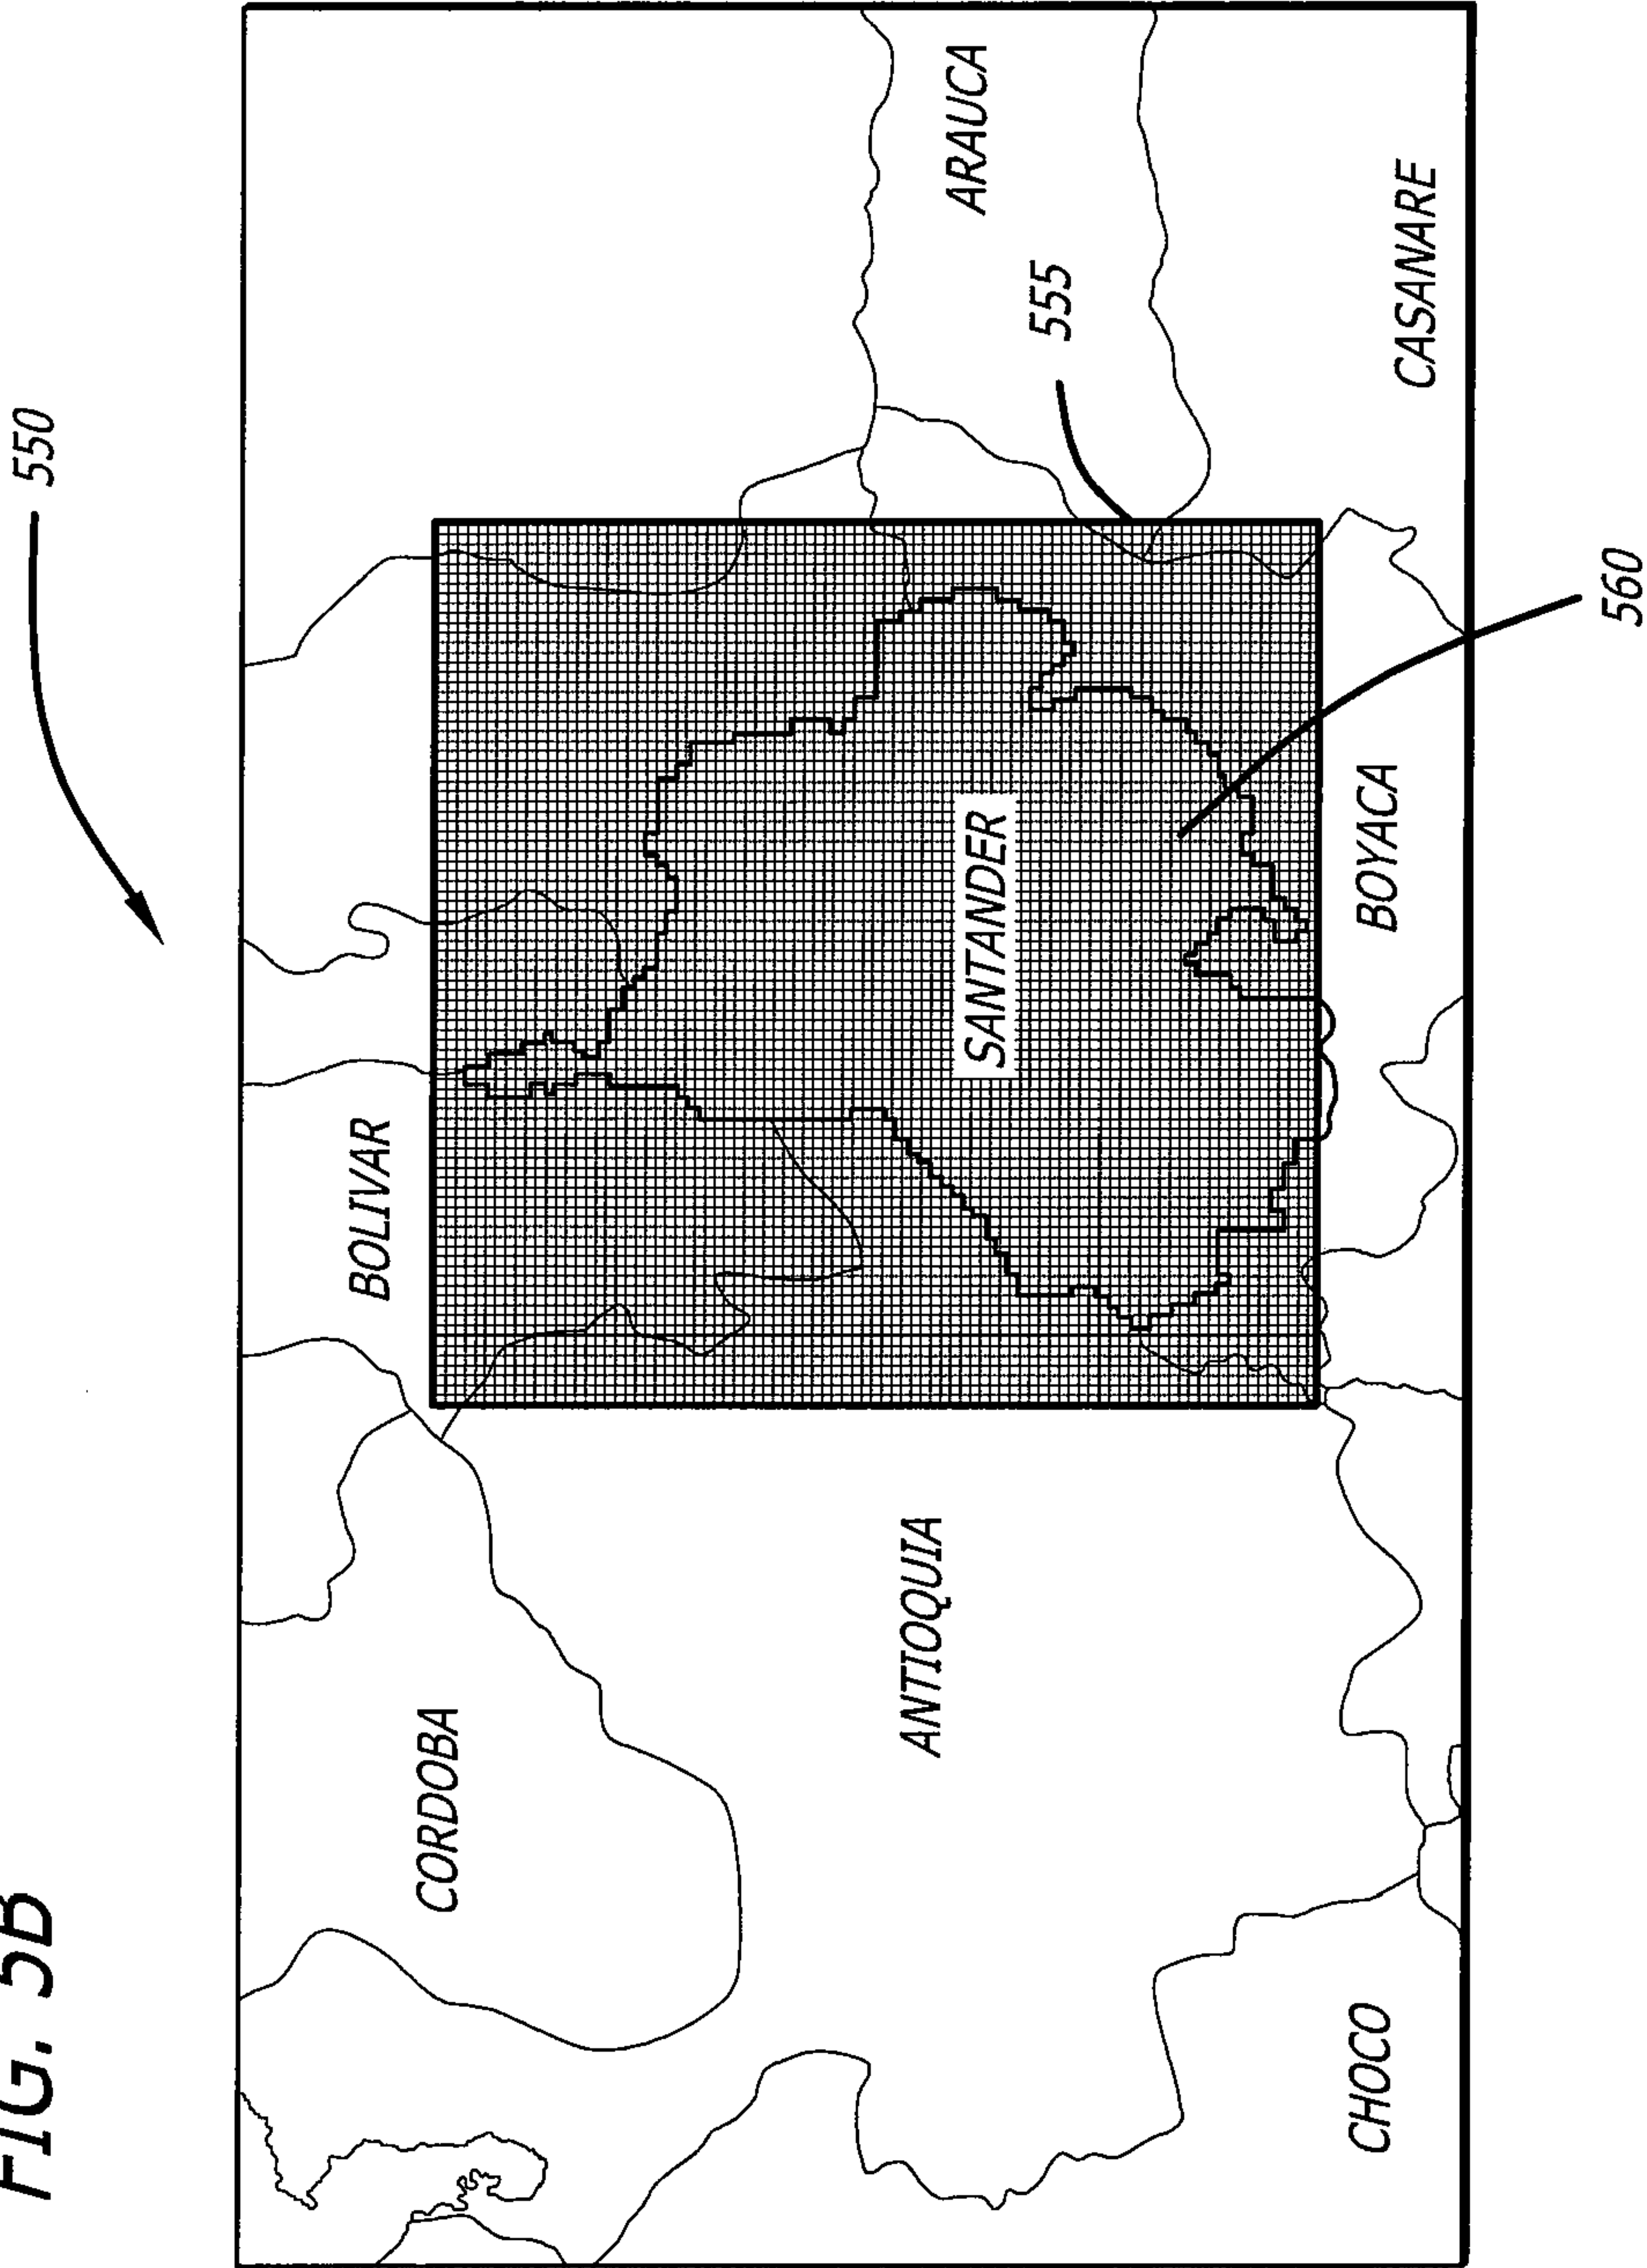 FIG. 5B
550
CORDOBA
BOLIVAR
ANTIOQUIA
SANTANDER
ARAUCA
555
CHOCO
BOYACA
CASANARE
560